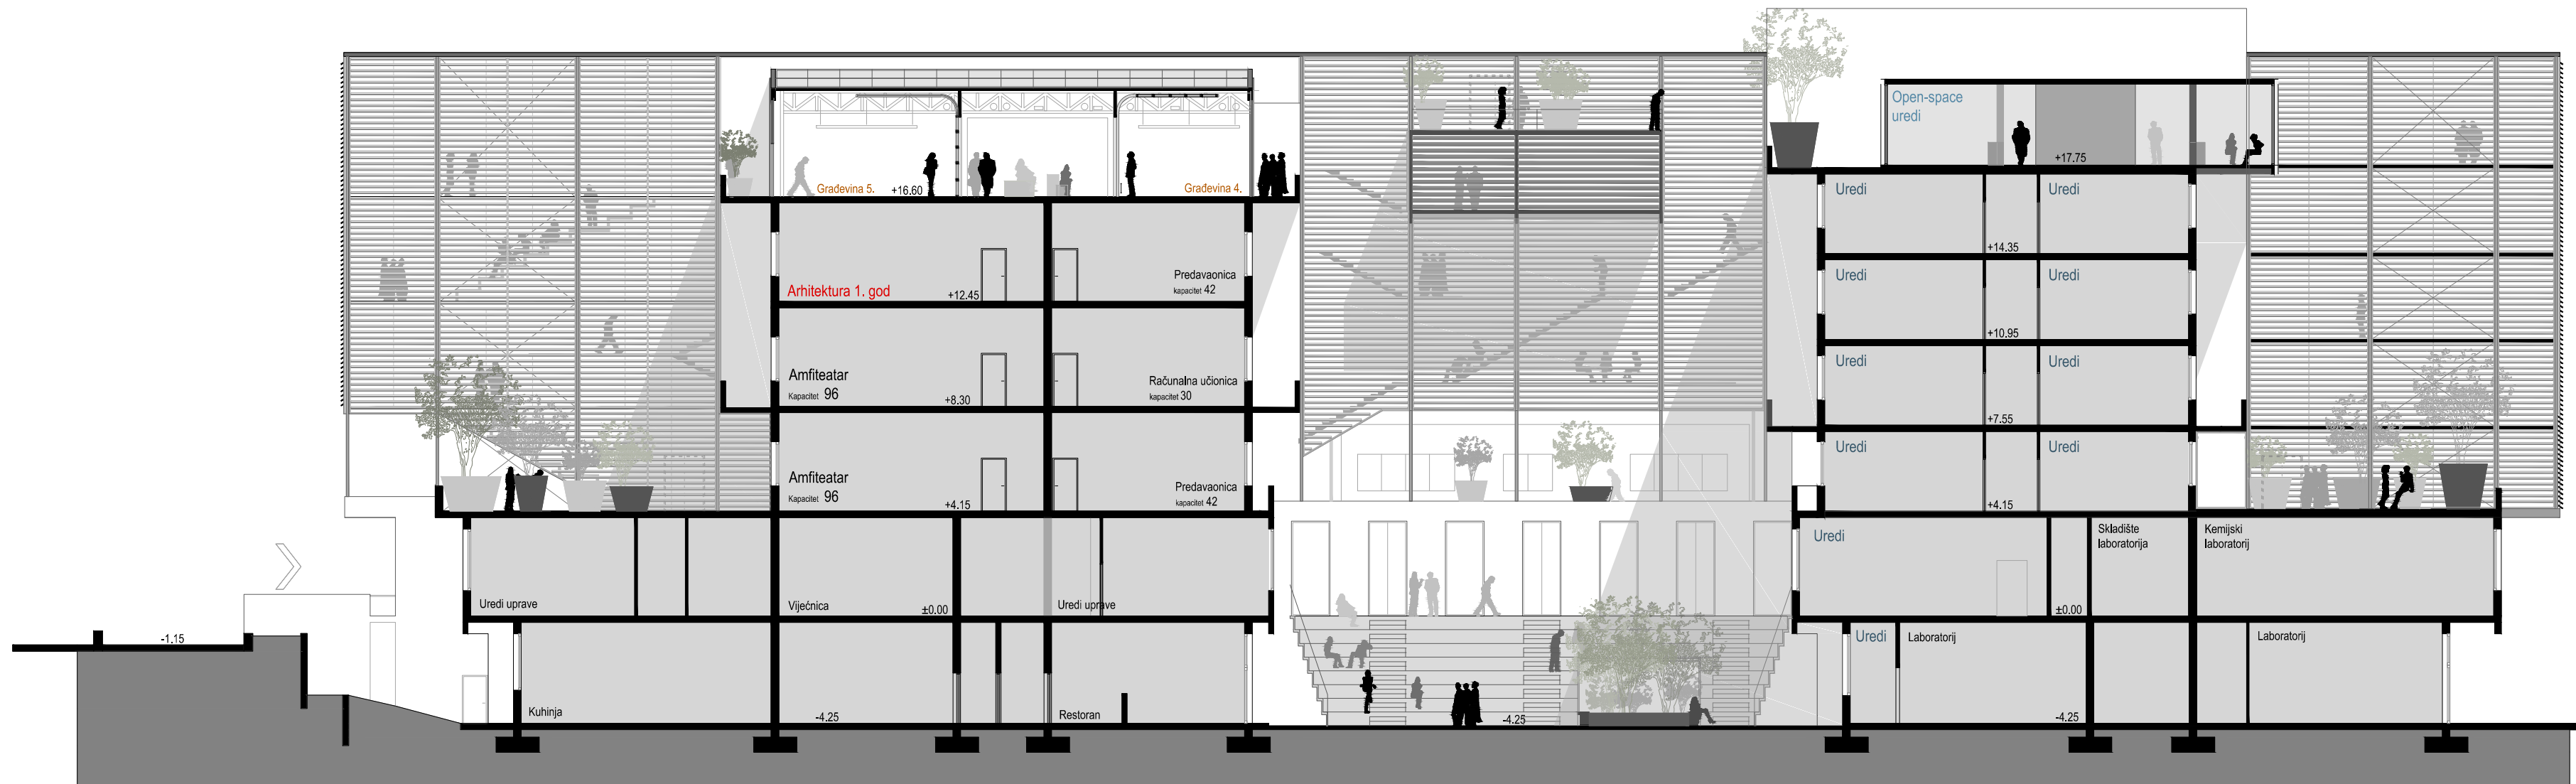 Open-space
uredi
+17.75
Građevina 5.
+16.60
Građevina 4.
Uredi
Uredi
+14.35
Arhitektura 1. god
+12.45
Predavaonica
kapacitet 42
Uredi
Uredi
+10.95
Amfiteatar
Kapacitet 96
+8.30
Računalna učionica
kapacitet 30
Uredi
Uredi
+7.55
Amfiteatar
Kapacitet 96
+4.15
Predavaonica
kapacitet 42
Uredi
Uredi
+4.15
Uredi uprave
Vijećnica
±0.00
Uredi uprave
Uredi
±0.00
Skladište
laboratorija
Kemijski
laboratorij
-1.15
Kuhinja
-4.25
Restoran
-4.25
Uredi
Laboratorij
-4.25
Laboratorij